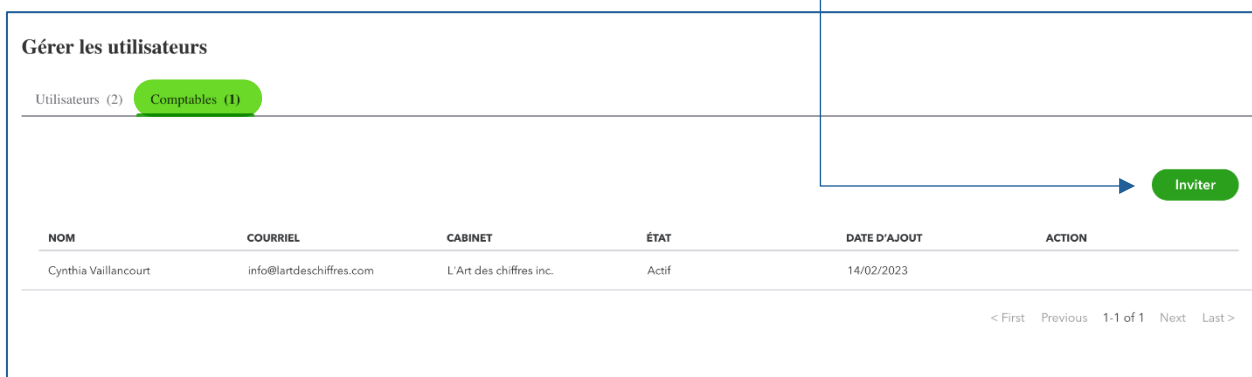 Gérer les utilisateurs
Utilisateurs (2) Comptables (1)
Inviter
NOM COURRIEL CABINET ÉTAT DATE D'AJOUT ACTION
Cynthia Vaillancourt info@lartdeschiffres.com L'Art des chiffres inc. Actif 14/02/2023
< First Previous 1-1 of 1 Next Last >